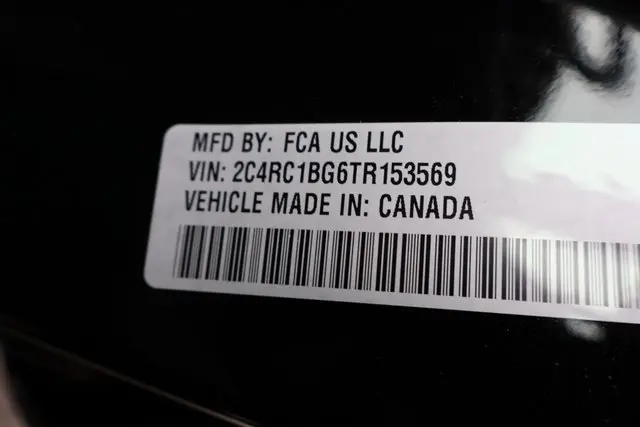 MFD BY: FCA US LLC
VIN: 2C4RC1BG6TR153569
VEHICLE MADE IN: CANADA